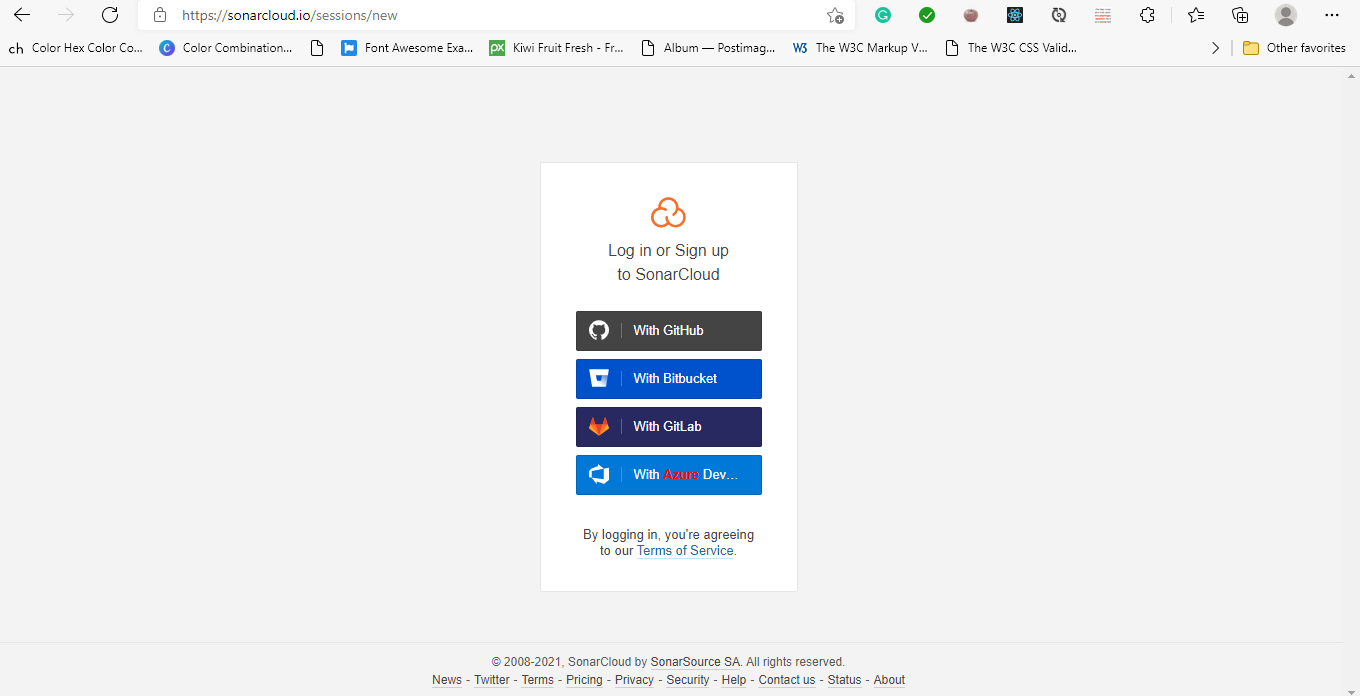 https://sonarcloud.io/sessions/new
ch Color Hex Color Co... Color Combination... Font Awesome Exa... Kiwi Fruit Fresh - Fr... Album — Postimag... W3 The W3C Markup V... The W3C CSS Valid... Other favorites
Log in or Sign up
to SonarCloud
With GitHub
With Bitbucket
With GitLab
With Azure Dev...
By logging in, you're agreeing
to our Terms of Service.
© 2008-2021, SonarCloud by SonarSource SA. All rights reserved.
News - Twitter - Terms - Pricing - Privacy - Security - Help - Contact us - Status - About